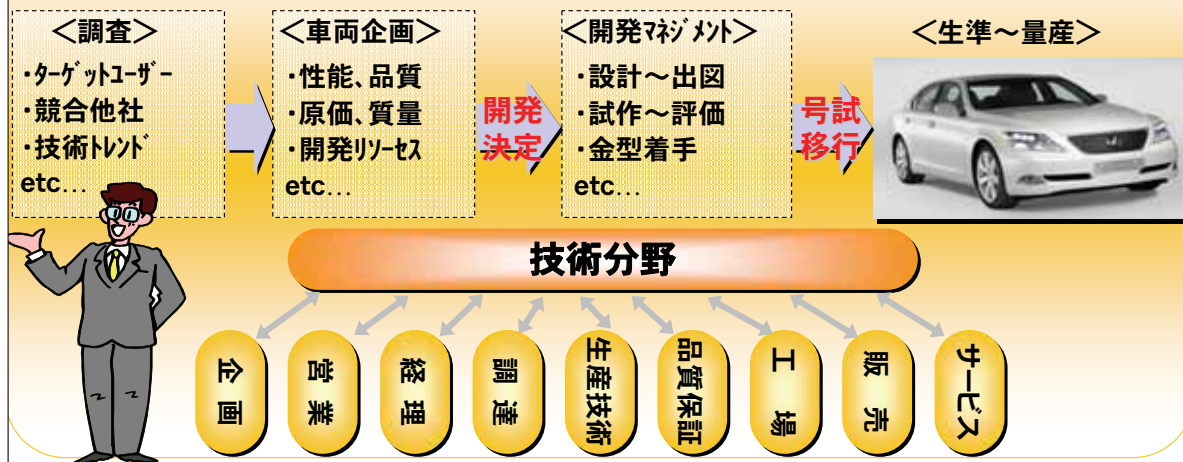 ＜調査＞
・ﾀｰｹﾞｯﾄﾕｰｻﾞｰ
・競合他社
・技術ﾄﾚﾝﾄﾞ
etc…
＜車両企画＞
・性能、品質
・原価、質量
・開発ﾘｿｰｾｽ
etc…
開発
決定
＜開発ﾏﾈｼﾞﾒﾝﾄ＞
・設計～出図
・試作～評価
・金型着手
etc…
号試
移行
＜生準～量産＞
技術分野
企画
営業
経理
調達
生産技術
品質保証
工場
販売
サービス